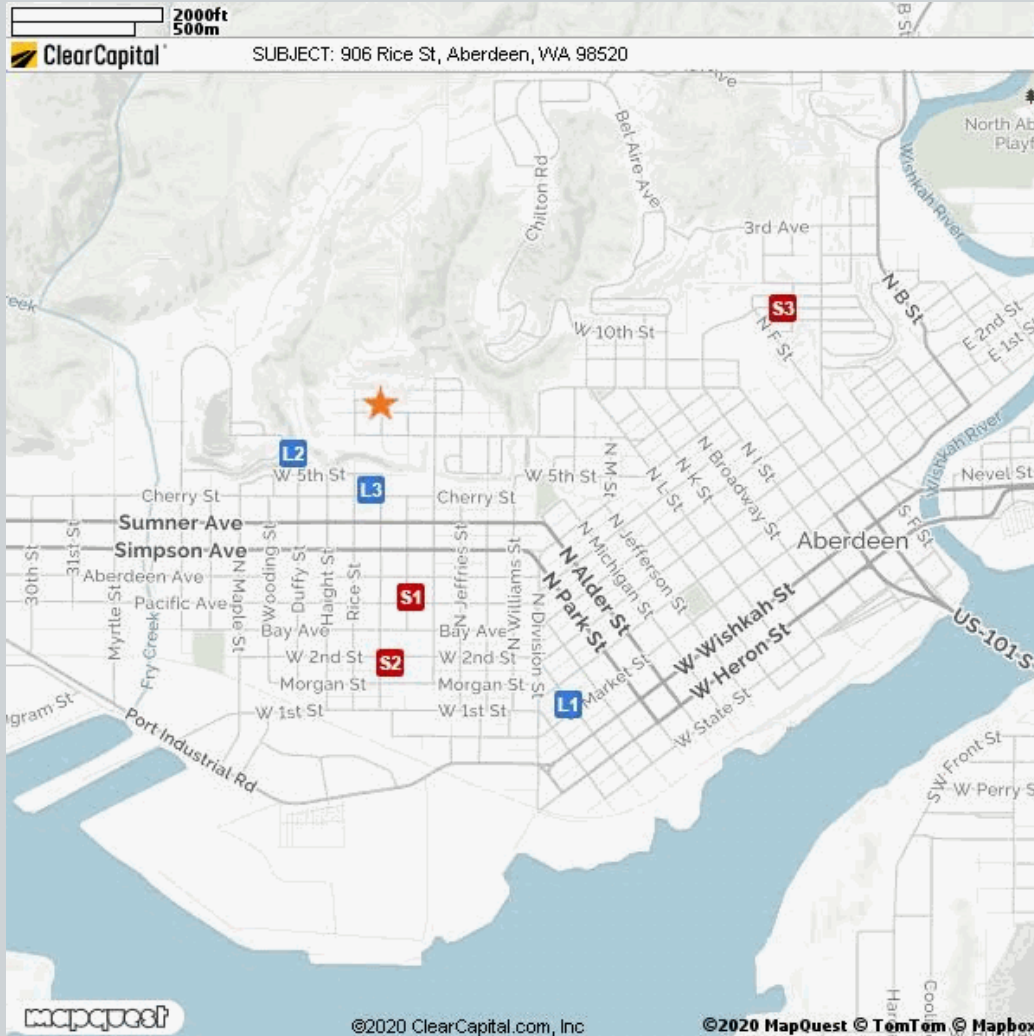 2000ft
500m
ClearCapital
SUBJECT: 906 Rice St, Aberdeen, WA 98520
B St
Bel-Aire Ave
Chilton Rd
North Ab
Playf
Wishkah River
3rd Ave
eek
S3
N B St
W 10th St
N F St
E 2nd St
E 1st S
L2
W 5th St
L3
Cherry St
Cherry St
W 5th St
N M St
N L St
N K St
N Broadway St
N I St
Wishkah River
Nevel St
S F St
Sumner Ave
Simpson Ave
Aberdeen
30th St
31st St
Aberdeen Ave
Pacific Ave
Myrtle St
Fry Creek
N Maple St
Wooding St
Duffy St
Haight St
Rice St
S1
N Jeffries St
N Williams St
N Division St
N Park St
N Alder St
N Michigan St
N Jefferson St
W Wishkah St
W Heron St
US-101 S
Bay Ave
Bay Ave
W 2nd St
S2
W 2nd St
Morgan St
Morgan St
W 1st St
W 1st St
L1
Market St
W State St
gram St
Port Industrial Rd
SW Front St
W Perry S
mapquest
©2020 ClearCapital.com, Inc
©2020 MapQuest © TomTom © Mapbox